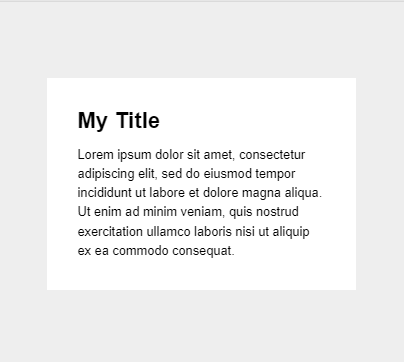 My Title
Lorem ipsum dolor sit amet, consectetur
adipiscing elit, sed do eiusmod tempor
incididunt ut labore et dolore magna aliqua.
Ut enim ad minim veniam, quis nostrud
exercitation ullamco laboris nisi ut aliquip
ex ea commodo consequat.